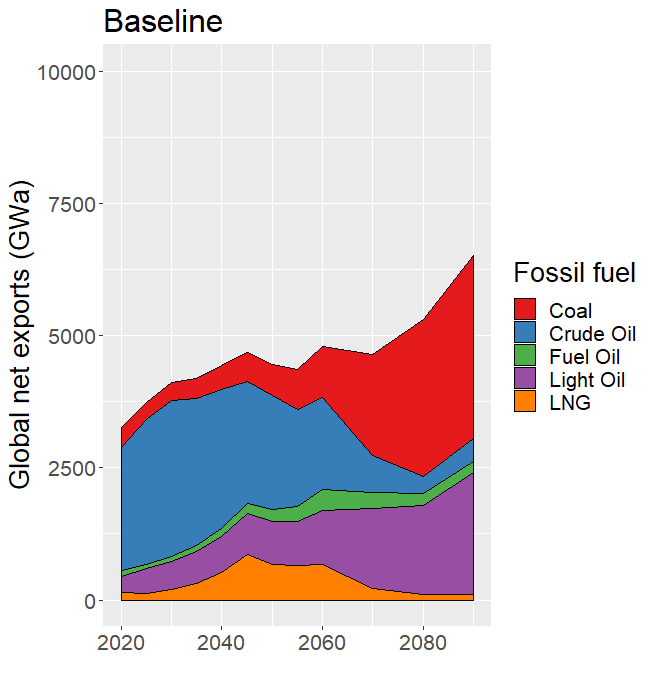 Baseline
Global net exports (GWa)
10000
7500
5000
2500
0
2020 2040 2060 2080
Fossil fuel
Coal
Crude Oil
Fuel Oil
Light Oil
LNG